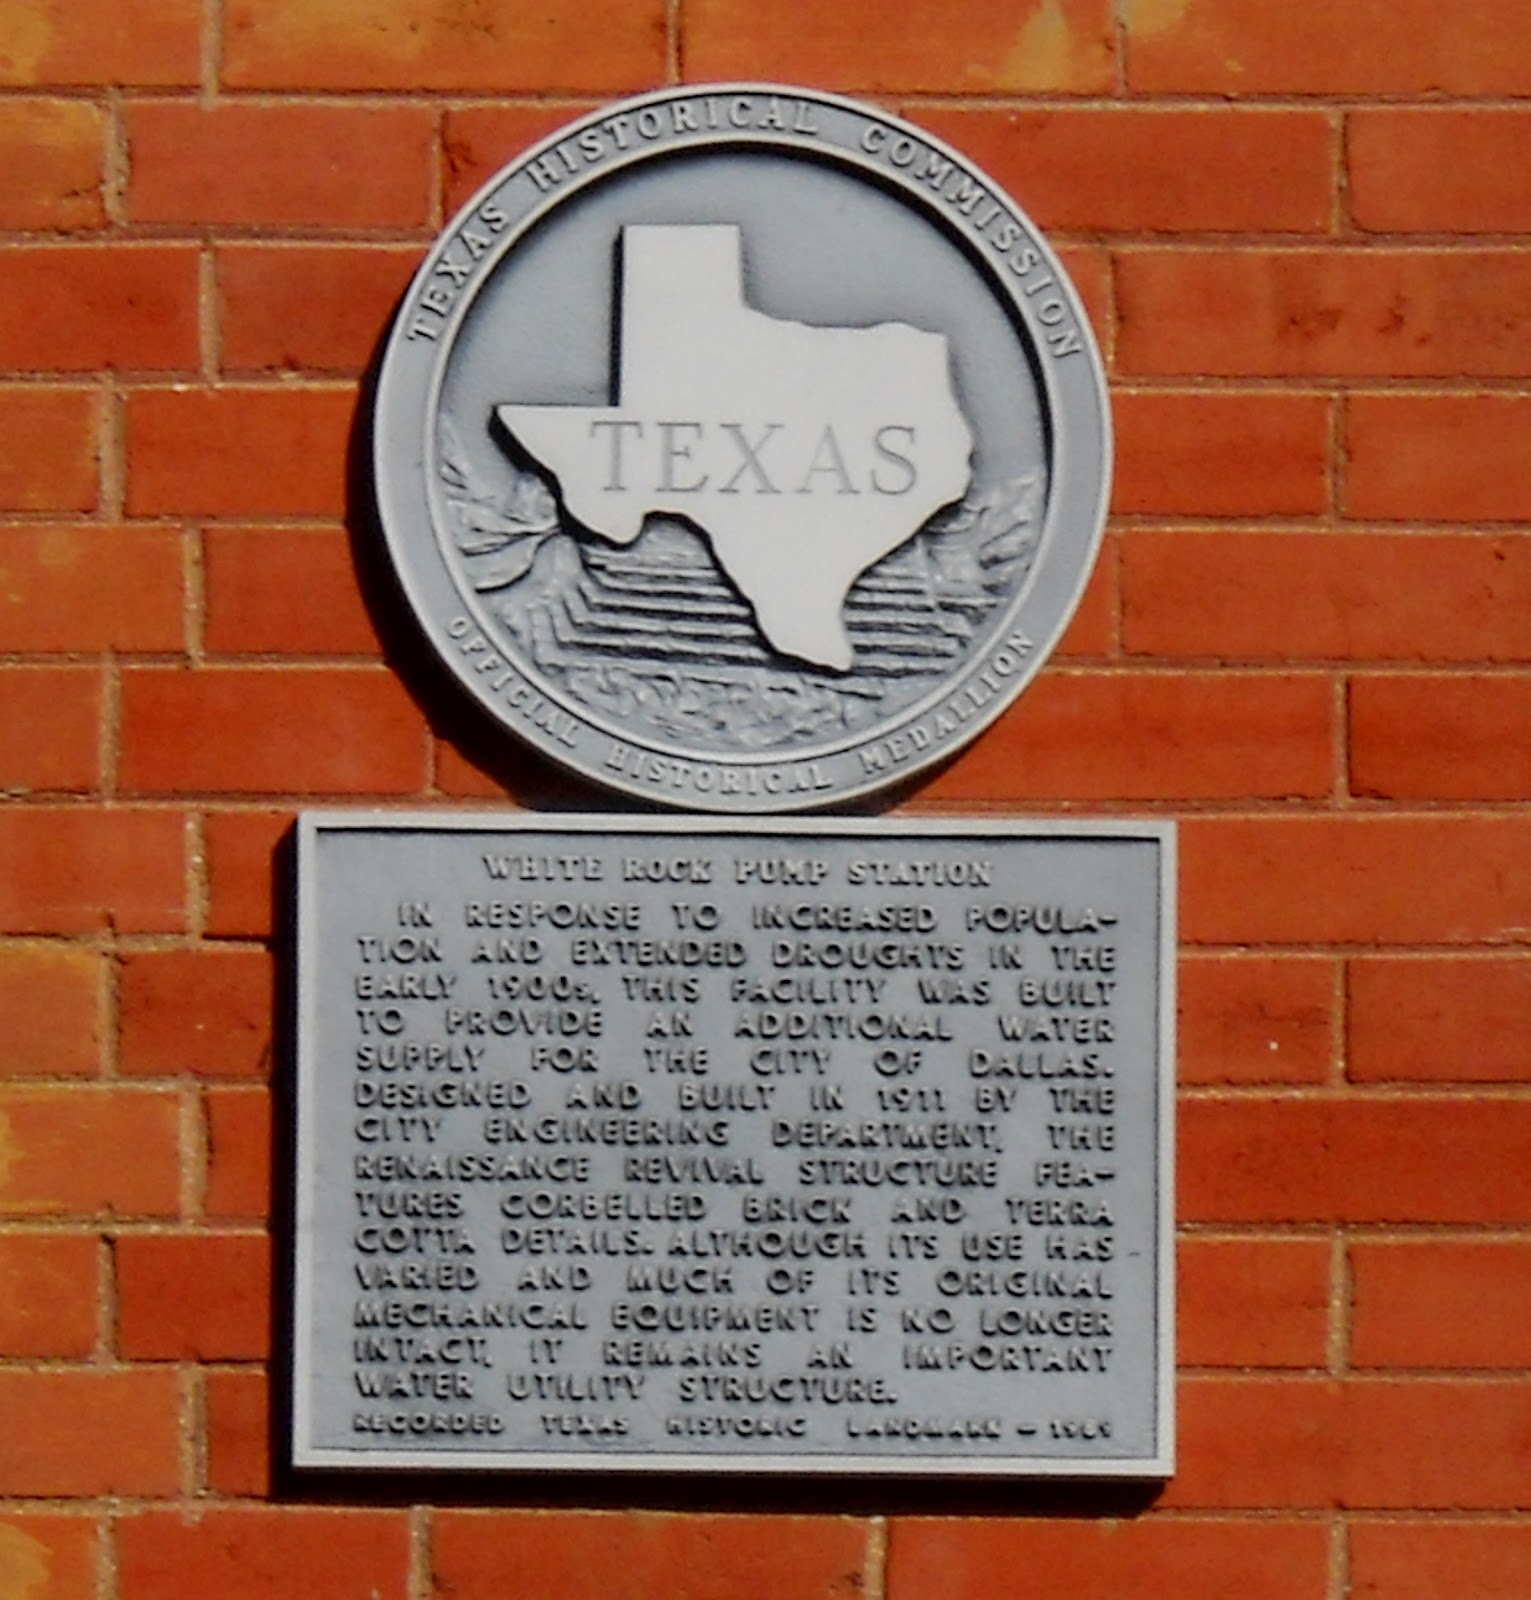 TEXAS HISTORICAL COMMISSION
TEXAS
OFFICIAL HISTORICAL MEDALLION
WHITE ROCK PUMP STATION
IN RESPONSE TO INCREASED POPULA-
TION AND EXTENDED DROUGHTS IN THE
EARLY 1900s, THIS FACILITY WAS BUILT
TO PROVIDE AN ADDITIONAL WATER
SUPPLY FOR THE CITY OF DALLAS.
DESIGNED AND BUILT IN 1911 BY THE
CITY ENGINEERING DEPARTMENT, THE
RENAISSANCE REVIVAL STRUCTURE FEA-
TURES CORBELLED BRICK AND TERRA
COTTA DETAILS. ALTHOUGH ITS USE HAS
VARIED AND MUCH OF ITS ORIGINAL
MECHANICAL EQUIPMENT IS NO LONGER
INTACT, IT REMAINS AN IMPORTANT
WATER UTILITY STRUCTURE.
RECORDED TEXAS HISTORIC LANDMARK - 1989